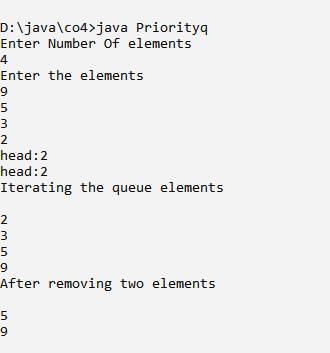 D:\java\co4>java Priorityq
Enter Number Of elements
4
Enter the elements
9
5
3
2
head:2
head:2
Iterating the queue elements
2
3
5
9
After removing two elements
5
9